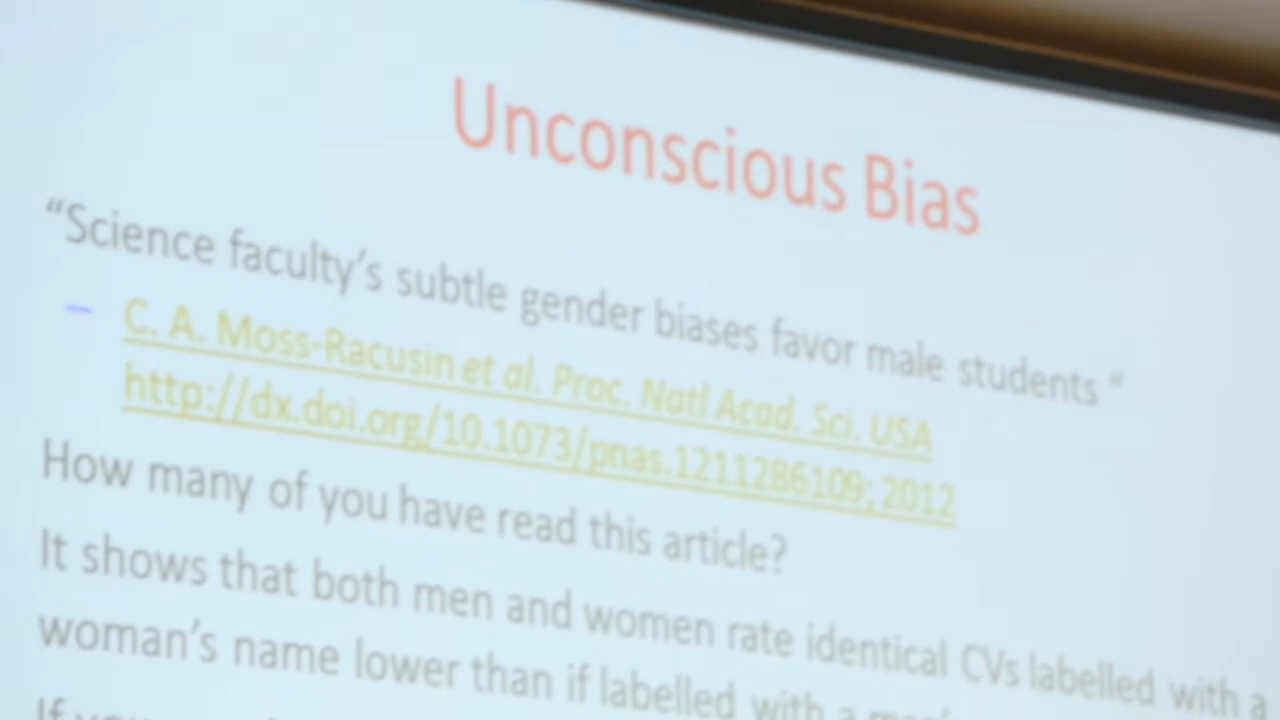 Unconscious Bias
“Science faculty’s subtle gender biases favor male students “
– C. A. Moss-Racusin et al. Proc. Natl Acad. Sci. USA
http://dx.doi.org/10.1073/pnas.1211286109; 2012
How many of you have read this article?
It shows that both men and women rate identical CVs labelled with a
woman’s name lower than if labelled with a
If